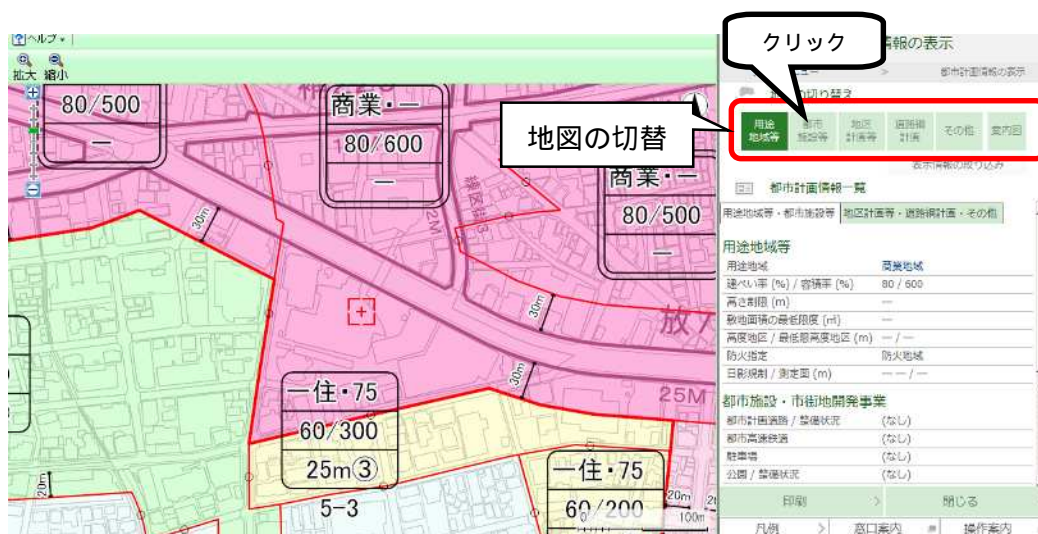 ヘルプ
拡大 縮小
80/500
一
商業・一
80/600
一
商業・一
80/500
一
30m
30m
30m
25M
一住・75
60/300
25m③
5-3
一住・75
60/200
20m
20m
100m
クリック
地図の切替
情報の表示
都市計画情報の表示
の切り替え
用途
地域等
都市
施設等
地区
計画等
道路網
計画
その他
案内図
表示情報の絞り込み
都市計画情報一覧
用途地域等・都市施設等 地区計画等・道路網計画・その他
用途地域等
用途地域 商業地域
建ぺい率 (%) / 容積率 (%) 80 / 600
高さ制限 (m) ―
敷地面積の最低限度 (㎡) ―
高度地区 / 最低限高度地区 (m) ― / ―
防火指定 防火地域
日影規制 / 測定面 (m) ―― / ―
都市施設・市街地開発事業
都市計画道路 / 整備状況 (なし)
都市高速鉄道 (なし)
駐車場 (なし)
公園 / 整備状況 (なし)
印刷 > 閉じる
凡例 > 窓口案内 操作案内